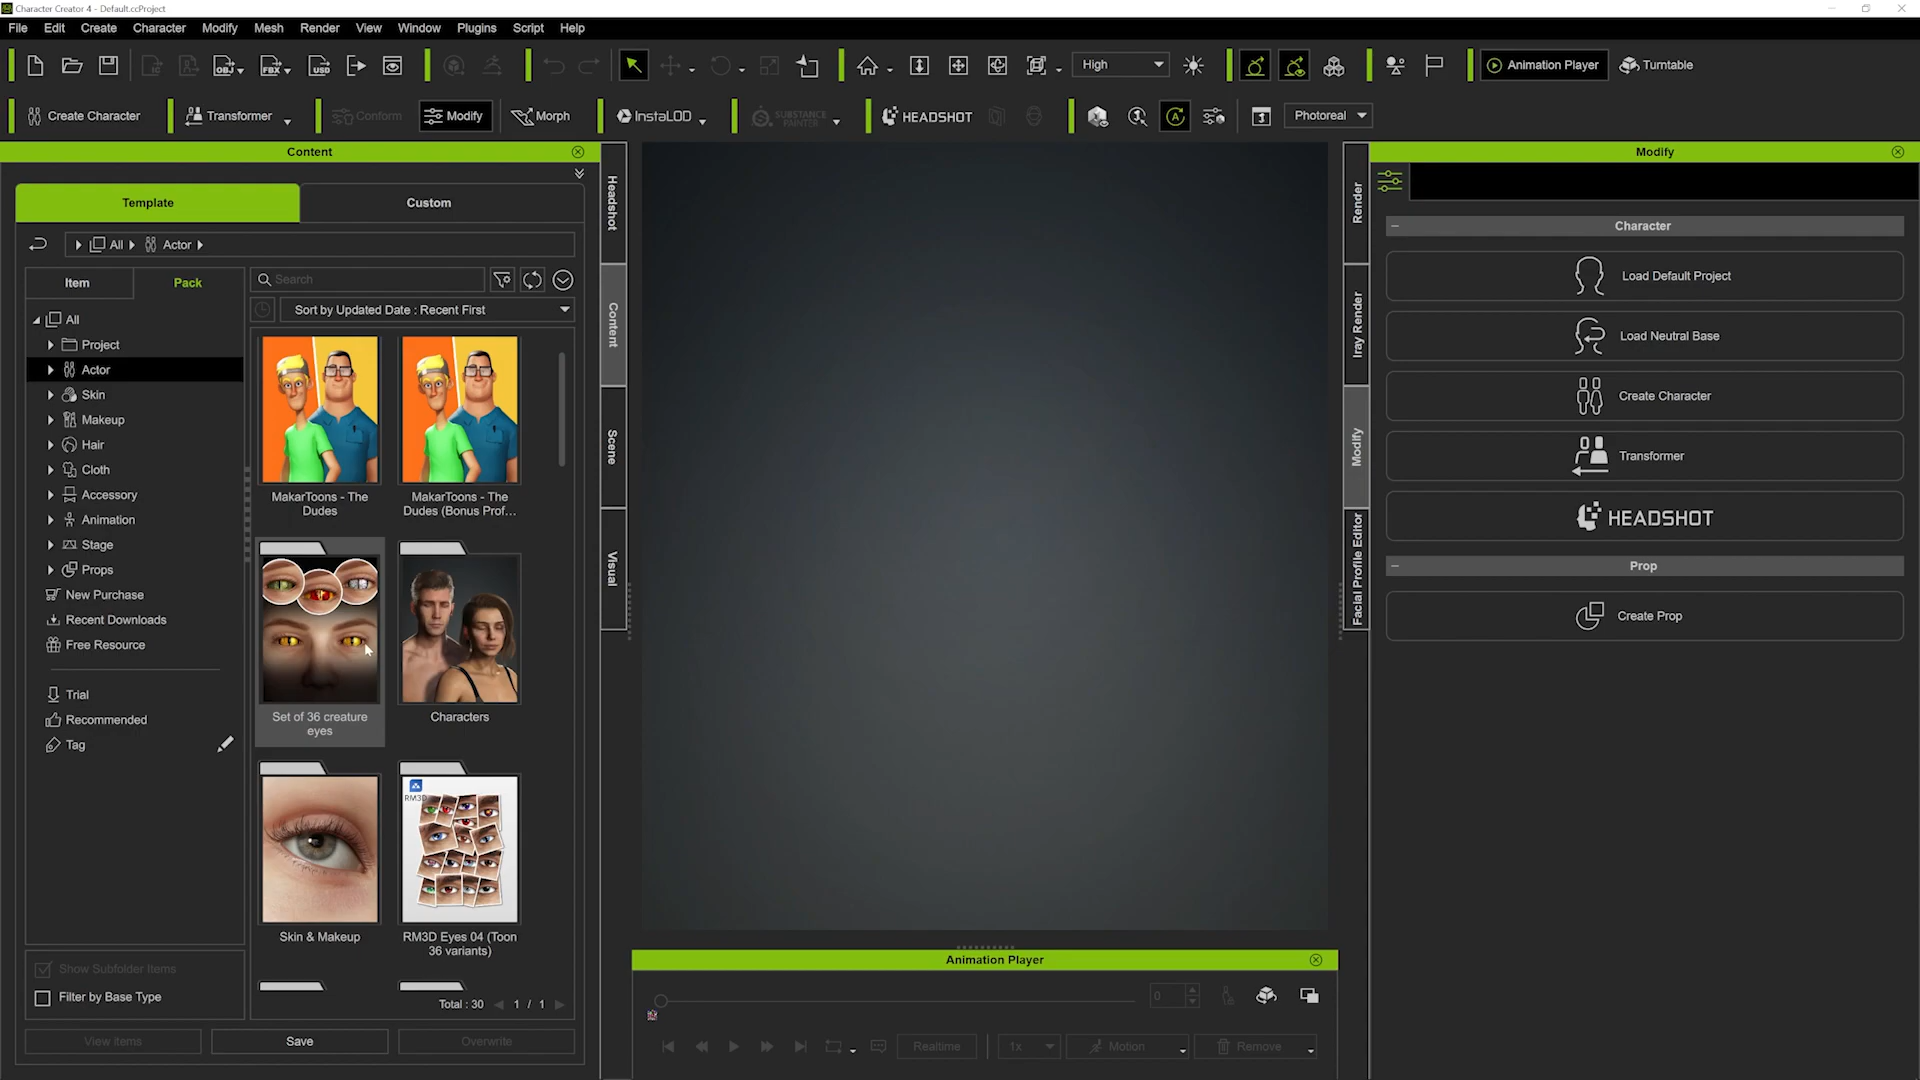 Character Creator 4 - Default.ccProject
File Edit Create Character Modify Mesh Render View Window Plugins Script Help
OBJ FBX USD High Animation Player Turntable
Create Character Transformer Conform Modify Morph InstaLOD SUBSTANCE PAINTER HEADSHOT Photoreal
Content
Template Custom
All Actor
Item Pack
Search
Sort by Updated Date : Recent First
All
Project
Actor
Skin
Makeup
Hair
Cloth
Accessory
Animation
Stage
Props
New Purchase
Recent Downloads
Free Resource
Trial
Recommended
Tag
Show Subfolder Items
Filter by Base Type
MakarToons - The
Dudes
MakarToons - The
Dudes (Bonus Prof...
Set of 36 creature
eyes
Characters
Skin & Makeup
RM3D
RM3D Eyes 04 (Toon
36 variants)
Total : 30 1 / 1
View items Save Overwrite
Headshot
Content
Scene
Visual
Animation Player
0
Realtime 1x Motion Remove
Render
Iray Render
Modify
Facial Profile Editor
Modify
Character
Load Default Project
Load Neutral Base
Create Character
Transformer
HEADSHOT
Prop
Create Prop